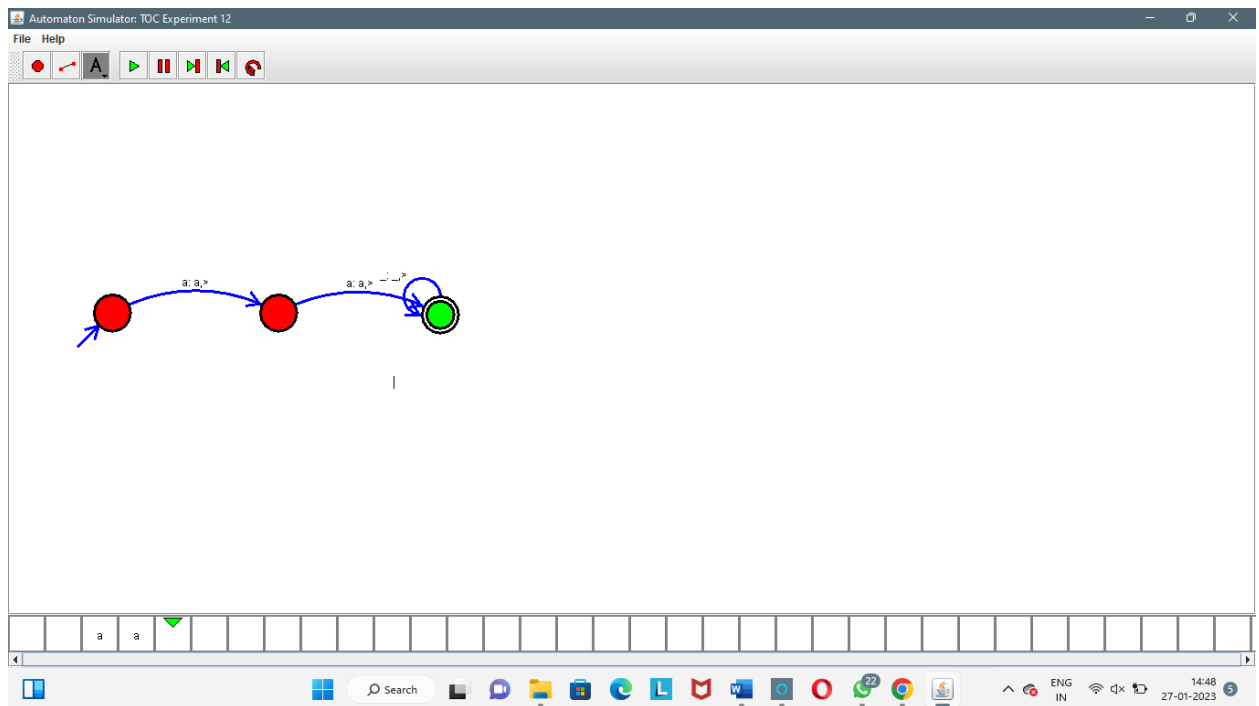 Automaton Simulator: TOC Experiment 12
File Help
A
a: a,> a: a,> _: _,>
a a
Search
L
W
22
ENG
IN
14:48
27-01-2023
5